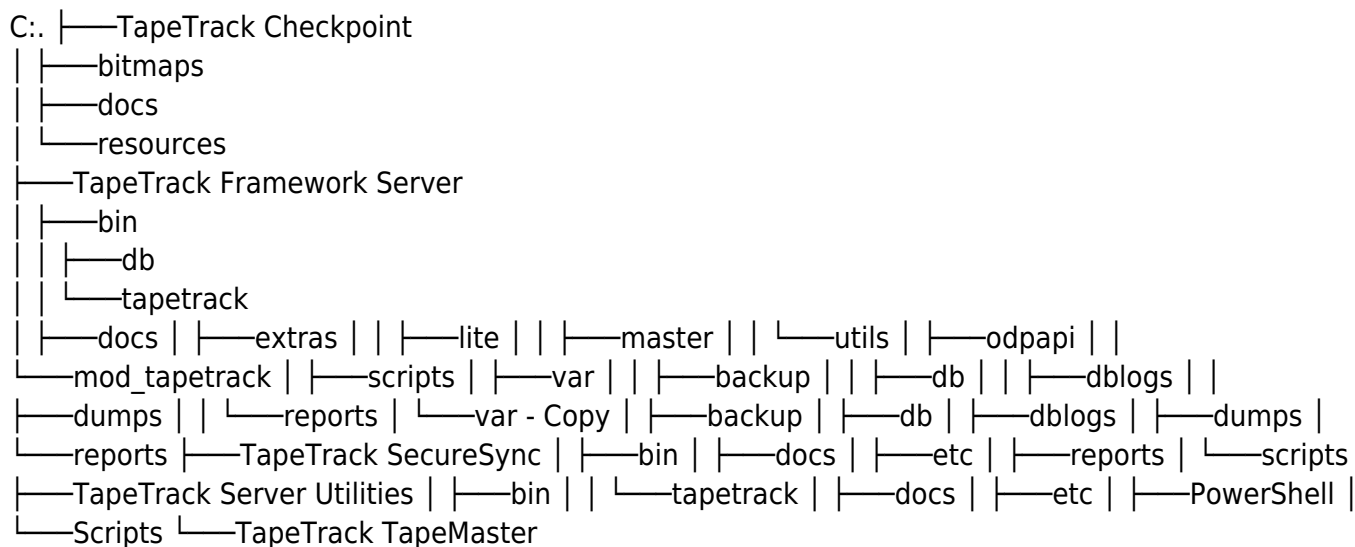 C:. ├───TapeTrack Checkpoint
│ ├───bitmaps
│ ├───docs
│ └───resources
├───TapeTrack Framework Server
│ ├───bin
│ │ ├───db
│ │ └───tapetrack
│ ├───docs │ ├───extras │ │ ├───lite │ │ ├───master │ │ └───utils │ ├───odpapi │ │
└───mod_tapetrack │ ├───scripts │ ├───var │ │ ├───backup │ │ ├───db │ │ ├───dblogs │ │
├───dumps │ │ └───reports │ └───var - Copy │ ├───backup │ ├───db │ ├───dblogs │ ├───dumps │
└───reports ├───TapeTrack SecureSync │ ├───bin │ ├───docs │ ├───etc │ ├───reports │ └───scripts
├───TapeTrack Server Utilities │ ├───bin │ │ └───tapetrack │ ├───docs │ ├───etc │ ├───PowerShell │
└───Scripts └───TapeTrack TapeMaster